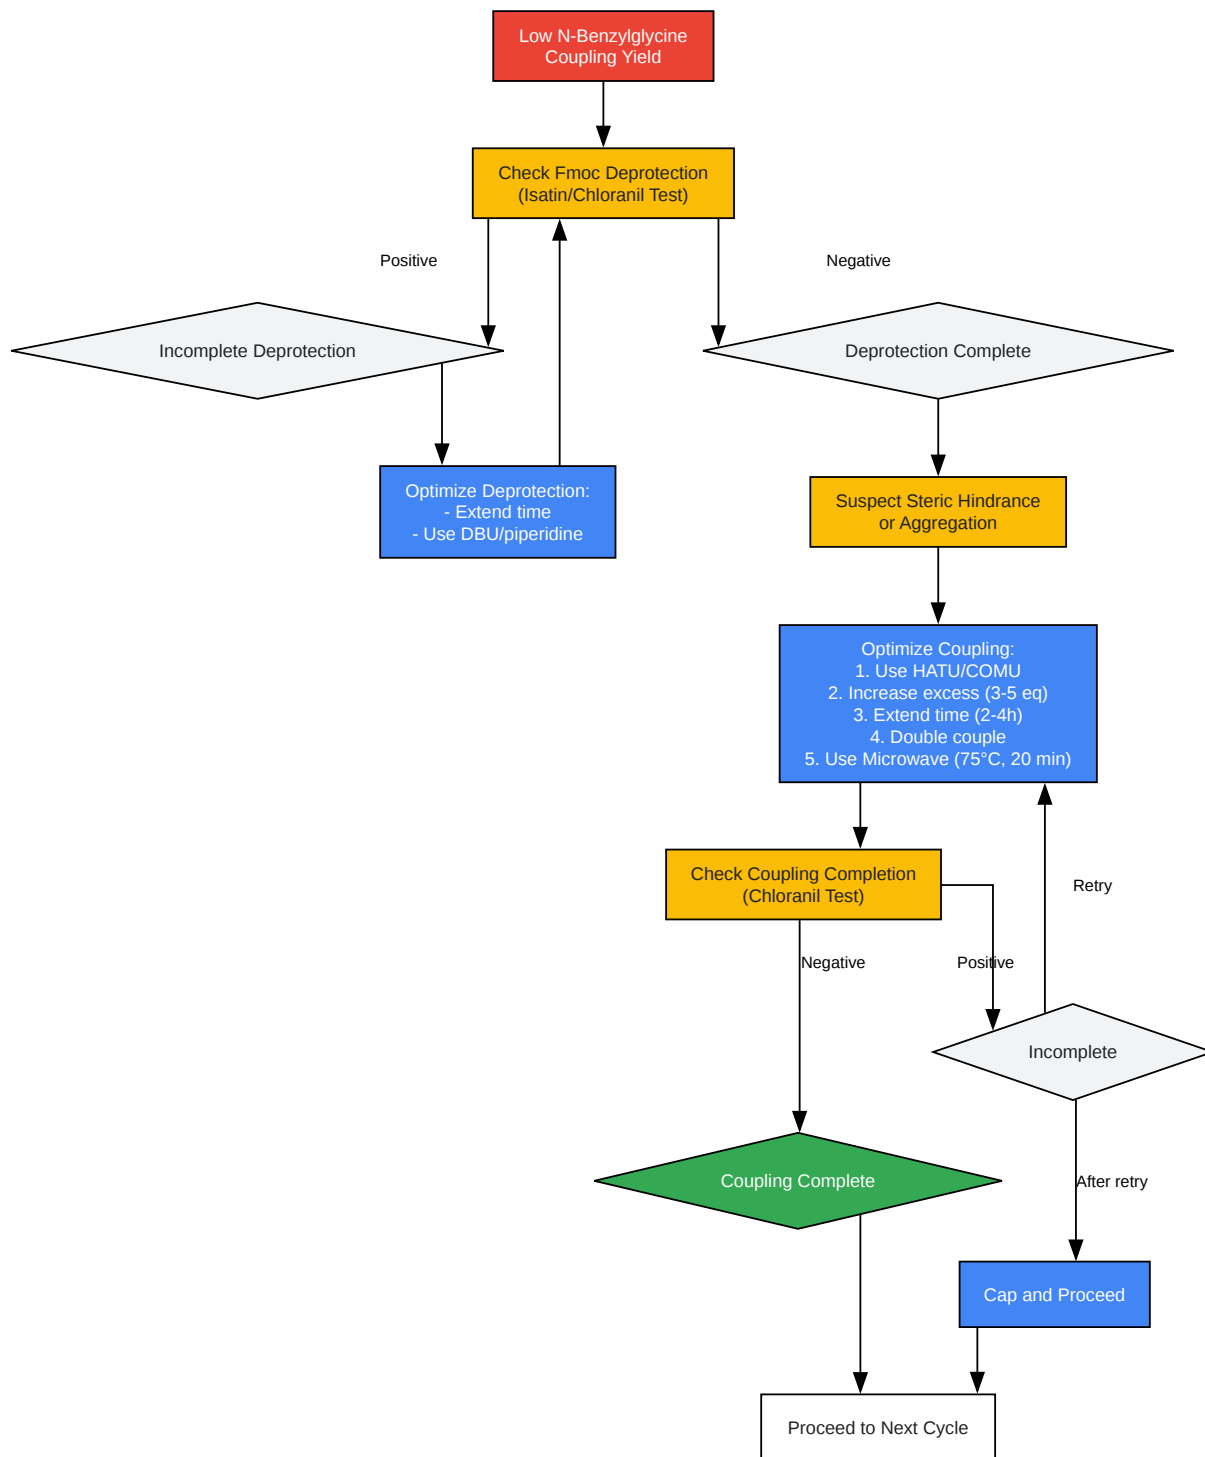 Low N-Benzylglycine
Coupling Yield
Check Fmoc Deprotection
(Isatin/Chloranil Test)
Positive
Negative
Incomplete Deprotection
Deprotection Complete
Optimize Deprotection:
- Extend time
- Use DBU/piperidine
Suspect Steric Hindrance
or Aggregation
Optimize Coupling:
1. Use HATU/COMU
2. Increase excess (3-5 eq)
3. Extend time (2-4h)
4. Double couple
5. Use Microwave (75°C, 20 min)
Check Coupling Completion
(Chloranil Test)
Retry
Negative
Positive
Incomplete
Coupling Complete
After retry
Cap and Proceed
Proceed to Next Cycle